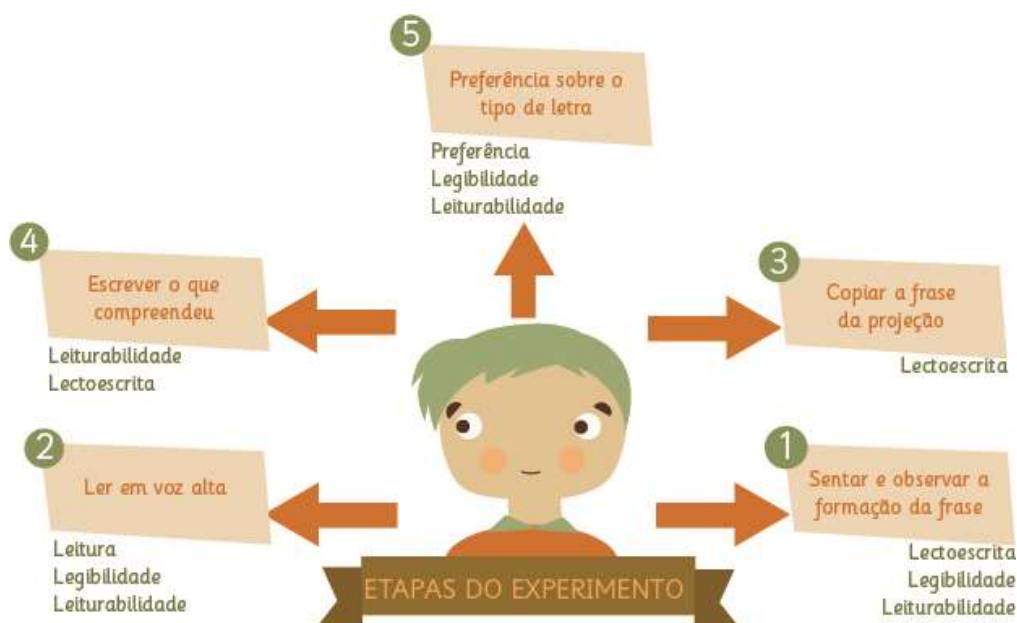 5
Preferência sobre o
tipo de letra
Preferência
Legibilidade
Leiturabilidade
4
Escrever o que
compreendeu
Leiturabilidade
Lectoescrita
3
Copiar a frase
da projeção
Lectoescrita
2
Ler em voz alta
Leitura
Legibilidade
Leiturabilidade
1
Sentar e observar a
formação da frase
Lectoescrita
Legibilidade
Leiturabilidade
ETAPAS DO EXPERIMENTO